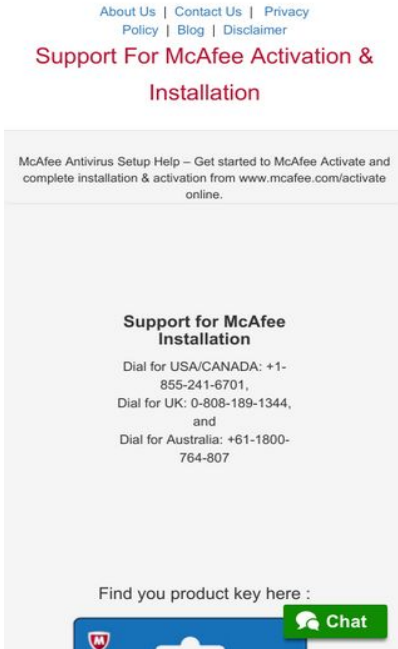 About Us | Contact Us | Privacy
Policy | Blog | Disclaimer
Support For McAfee Activation &
Installation
McAfee Antivirus Setup Help – Get started to McAfee Activate and
complete installation & activation from www.mcafee.com/activate
online.
Support for McAfee
Installation
Dial for USA/CANADA: +1-
855-241-6701,
Dial for UK: 0-808-189-1344,
and
Dial for Australia: +61-1800-
764-807
Find you product key here :
Chat